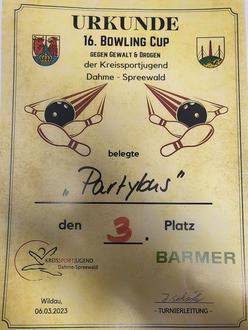 URKUNDE
16. BOWLING CUP
GEGEN GEWALT & DROGEN
der Kreissportjugend
Dahme - Spreewald
belegte
„Partybus"
den 3. Platz
KREISSPORTJUGEND
Dahme-Spreewald
BARMER
Wildau,
06.03.2023
- TURNIERLEITUNG -